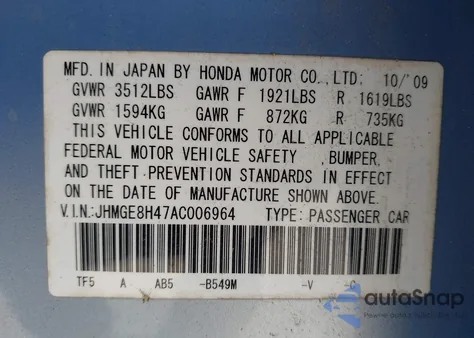 MFD. IN JAPAN BY HONDA MOTOR CO., LTD: 10/'09
GVWR 3512LBS GAWR F 1921LBS R 1619LBS
GVWR 1594KG GAWR F 872KG R 735KG
THIS VEHICLE CONFORMS TO ALL APPLICABLE
FEDERAL MOTOR VEHICLE SAFETY , BUMPER,
AND THEFT PREVENTION STANDARDS IN EFFECT
ON THE DATE OF MANUFACTURE SHOWN ABOVE.
V.I.N.:JHMGE8H47AC006964 TYPE: PASSENGER CAR
TF5 A AB5 -B549M -V -C
autoSnap